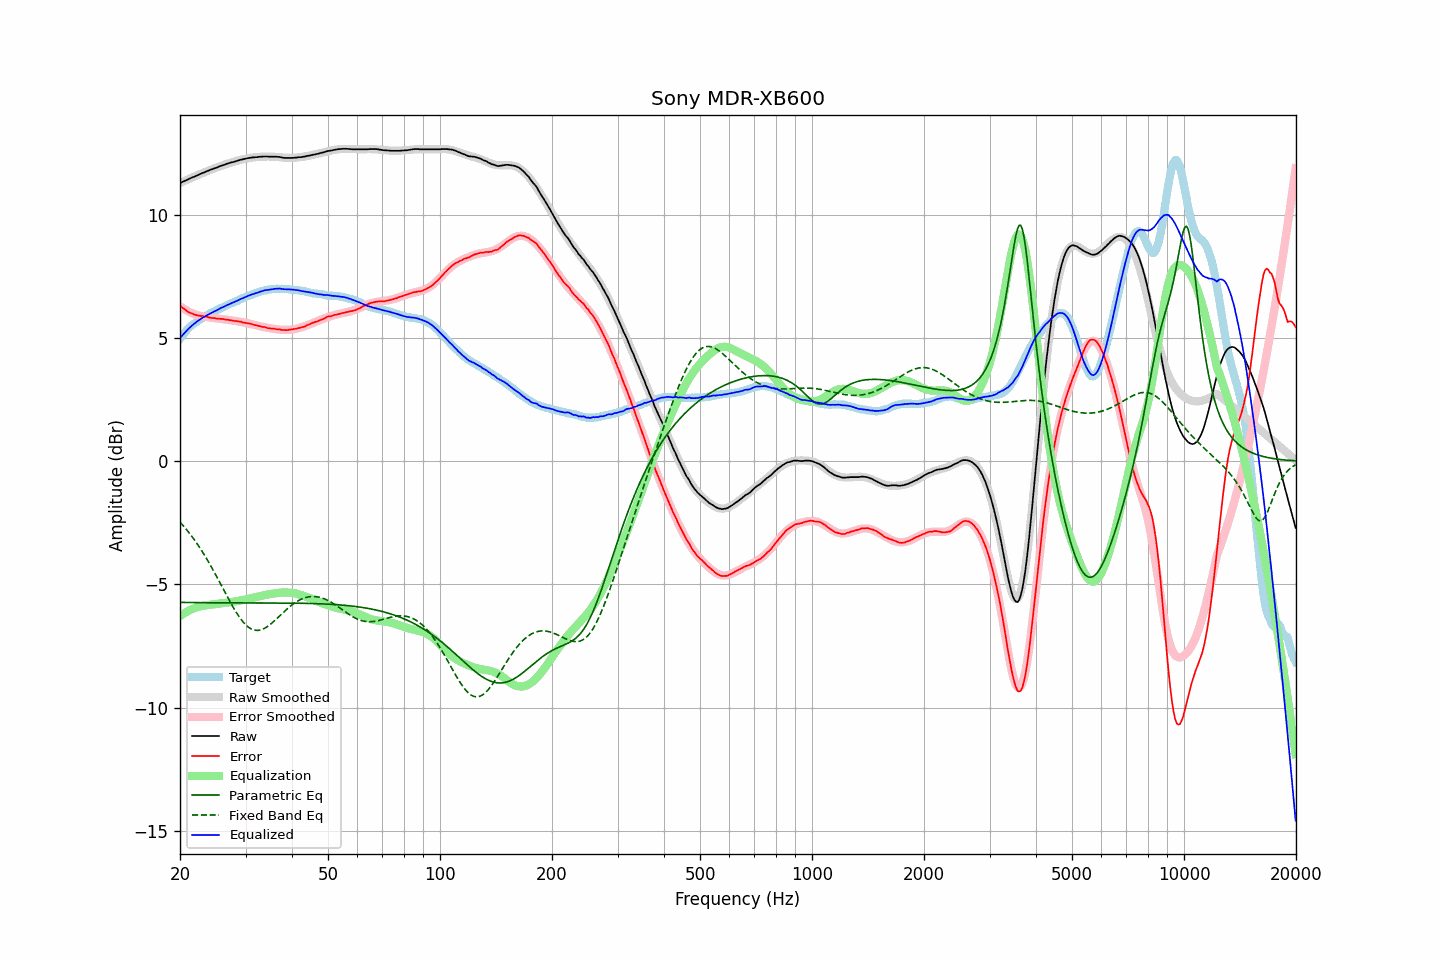 Sony MDR-XB600
Amplitude (dBr)
10
5
0
−5
−10
−15
Target
Raw Smoothed
Error Smoothed
Raw
Error
Equalization
Parametric Eq
Fixed Band Eq
Equalized
20 50 100 200 500 1000 2000 5000 10000 20000
Frequency (Hz)